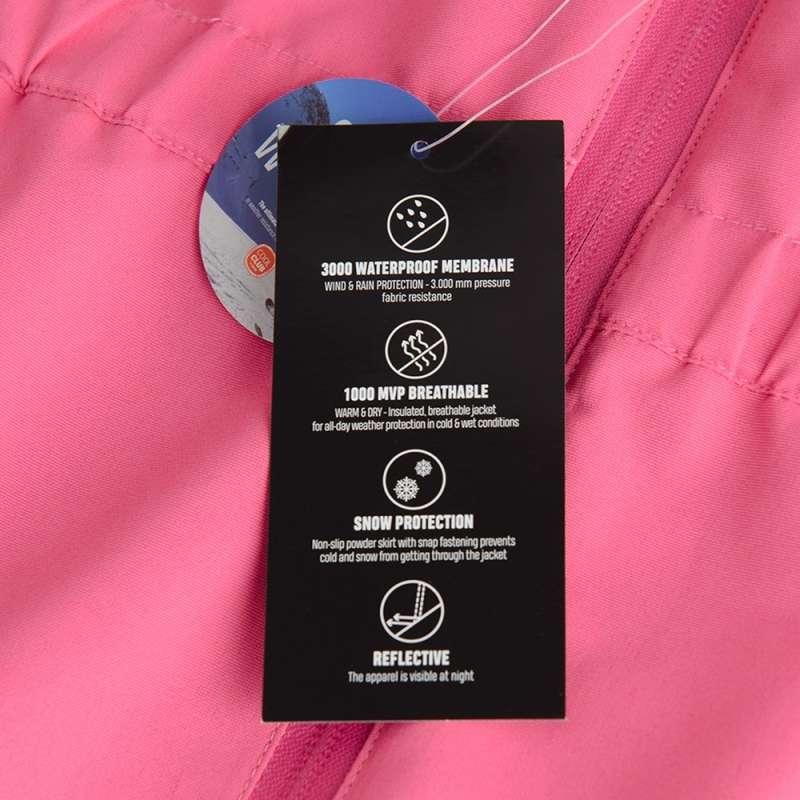 3000 WATERPROOF MEMBRANE
WIND & RAIN PROTECTION - 3.000 mm pressure
fabric resistance
1000 MVP BREATHABLE
WARM & DRY - Insulated, breathable jacket
for all-day weather protection in cold & wet conditions
SNOW PROTECTION
Non-slip powder skirt with snap fastening prevents
cold and snow from getting through the jacket
REFLECTIVE
The apparel is visible at night
COOL
CLUB